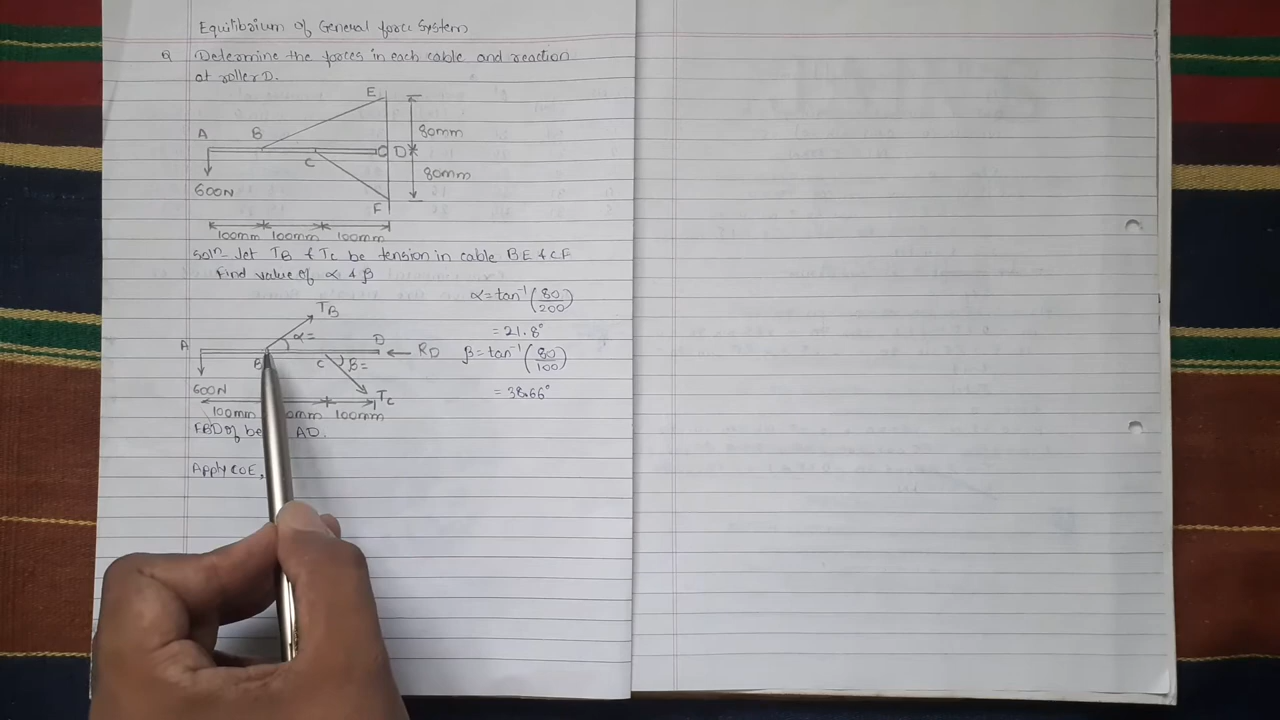 Equilibrium of General force System
Q Determine the forces in each cable and reaction
at roller D.
E
A B
80mm
D
C
80mm
600N
F
100mm 100mm 100mm
Soln Let TB & TC be tension in cable BE & CF
Find value of α & β
α = tan⁻¹ (80/200)
TB
= 21.8°
α =
A D
RD
β = tan⁻¹ (80/100)
B C β =
600N
TC
= 38.66°
100mm 100mm
FBD of AD.
Apply COE,